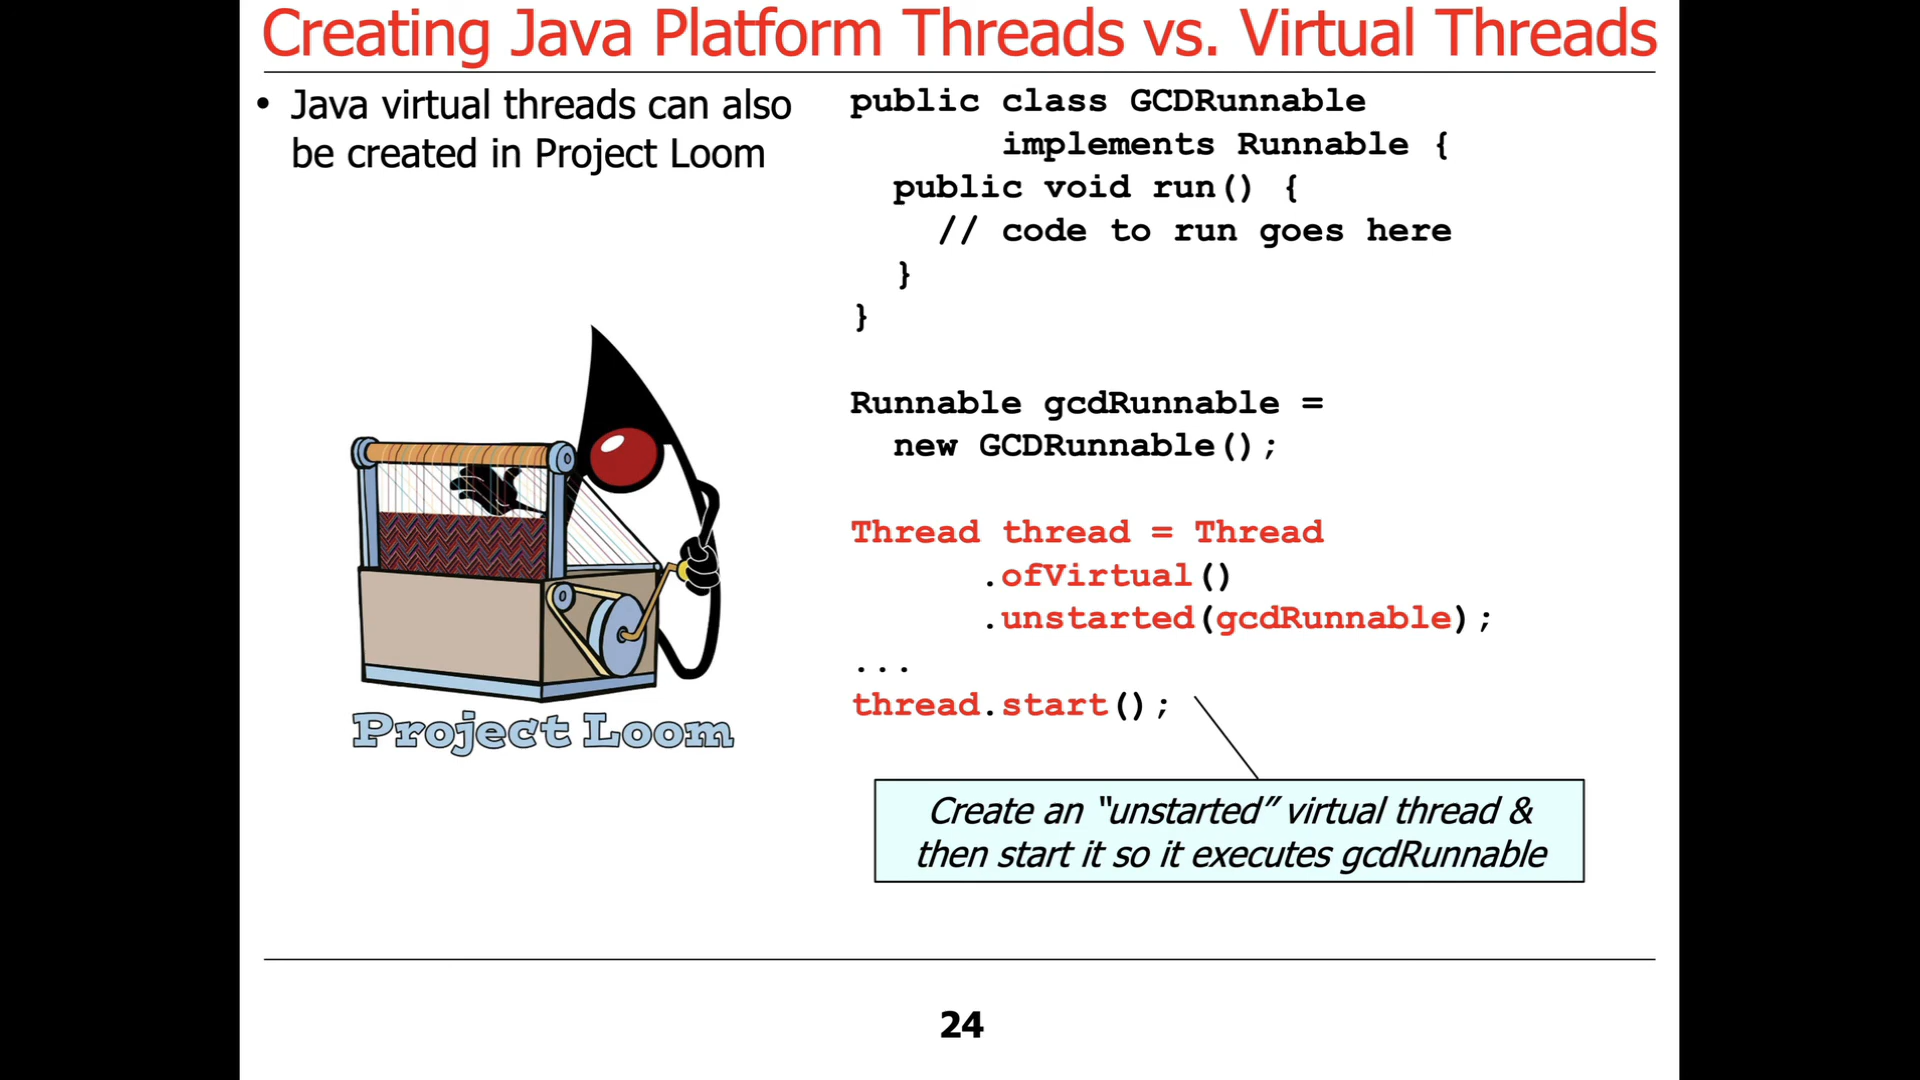 Creating Java Platform Threads vs. Virtual Threads
• Java virtual threads can also
be created in Project Loom
Project Loom
public class GCDRunnable
implements Runnable {
public void run() {
// code to run goes here
}
}
Runnable gcdRunnable =
new GCDRunnable();
Thread thread = Thread
.ofVirtual()
.unstarted(gcdRunnable);
...
thread.start();
Create an “unstarted” virtual thread &
then start it so it executes gcdRunnable
24